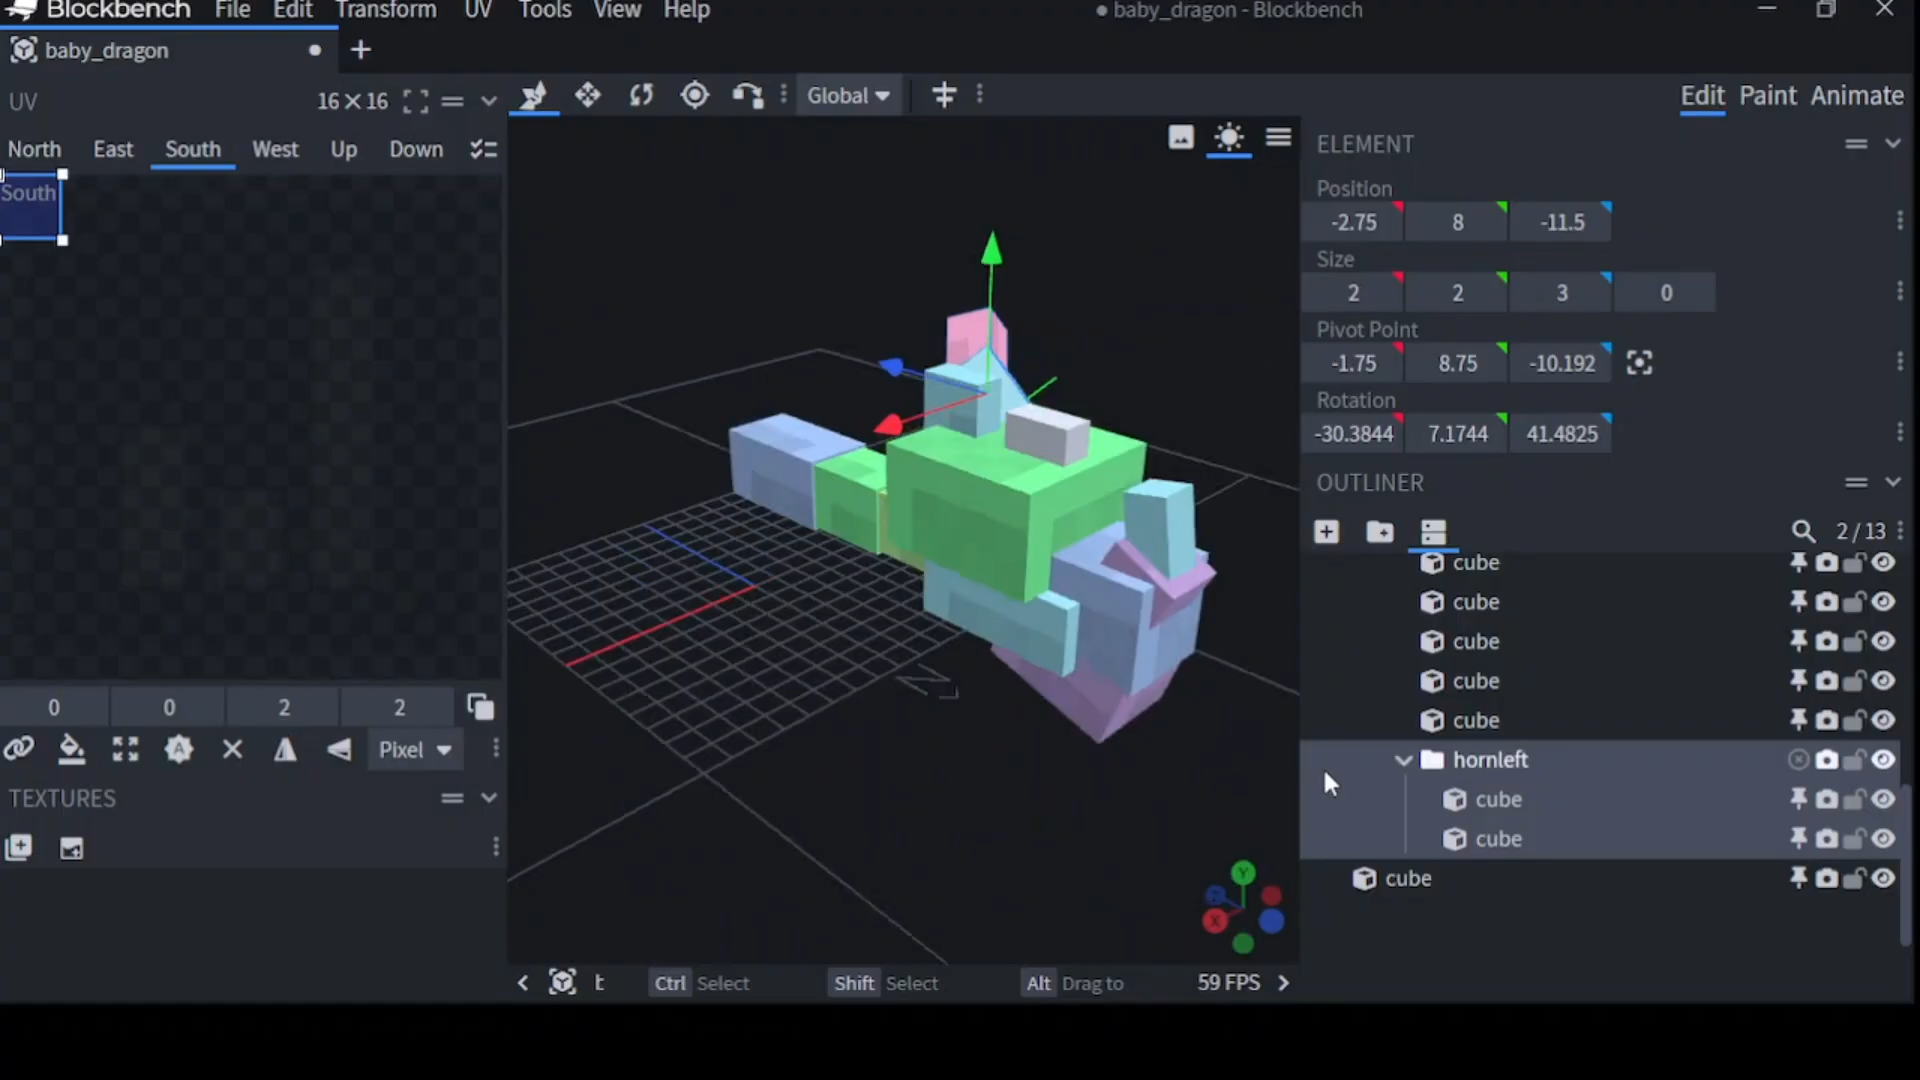 Blockbench File Edit Transform UV Tools View Help
● baby_dragon - Blockbench
baby_dragon
UV 16×16
Global
Edit Paint Animate
North East South West Up Down
South
ELEMENT
Position
-2.75 8 -11.5
Size
2 2 3 0
Pivot Point
-1.75 8.75 -10.192
Rotation
-30.3844 7.1744 41.4825
OUTLINER
2 / 13
cube
cube
cube
cube
cube
hornleft
cube
cube
cube
0 0 2 2
Pixel
TEXTURES
Y
X
Z
N
t Ctrl Select Shift Select Alt Drag to 59 FPS